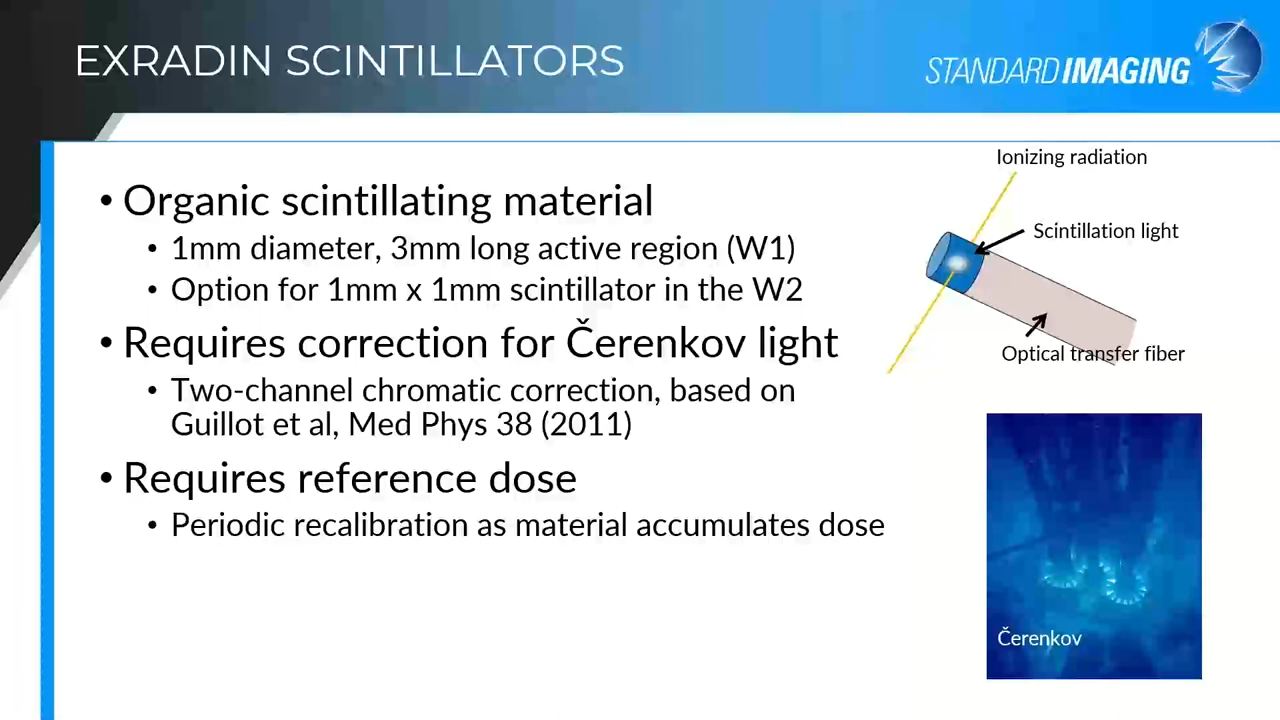 EXRADIN SCINTILLATORS
STANDARD IMAGING
• Organic scintillating material
• 1mm diameter, 3mm long active region (W1)
• Option for 1mm x 1mm scintillator in the W2
• Requires correction for Čerenkov light
• Two-channel chromatic correction, based on
Guillot et al, Med Phys 38 (2011)
• Requires reference dose
• Periodic recalibration as material accumulates dose
Ionizing radiation
Scintillation light
Optical transfer fiber
Čerenkov